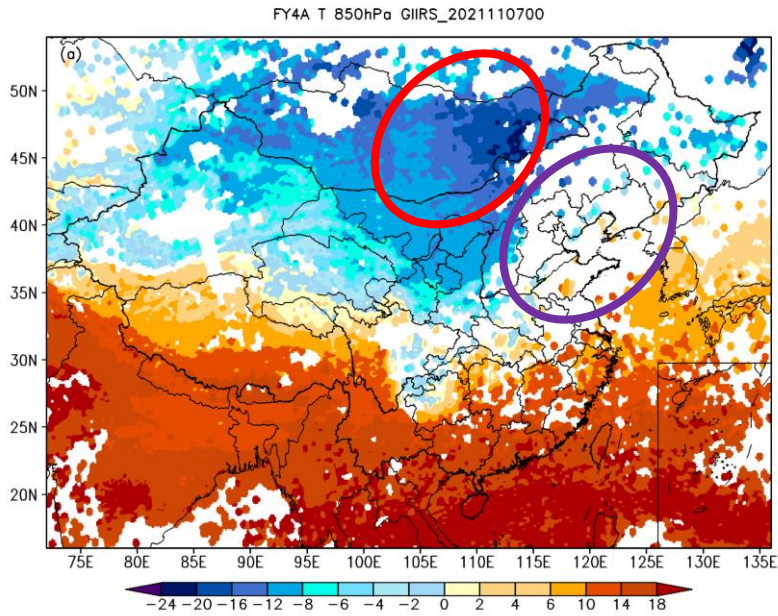 FY4A T 850hPa GIIRS_2021110700
(a)
50N
45N
40N
35N
30N
25N
20N
75E 80E 85E 90E 95E 100E 105E 110E 115E 120E 125E 130E 135E
-24 -20 -16 -12 -8 -6 -4 -2 0 2 4 6 10 14 18